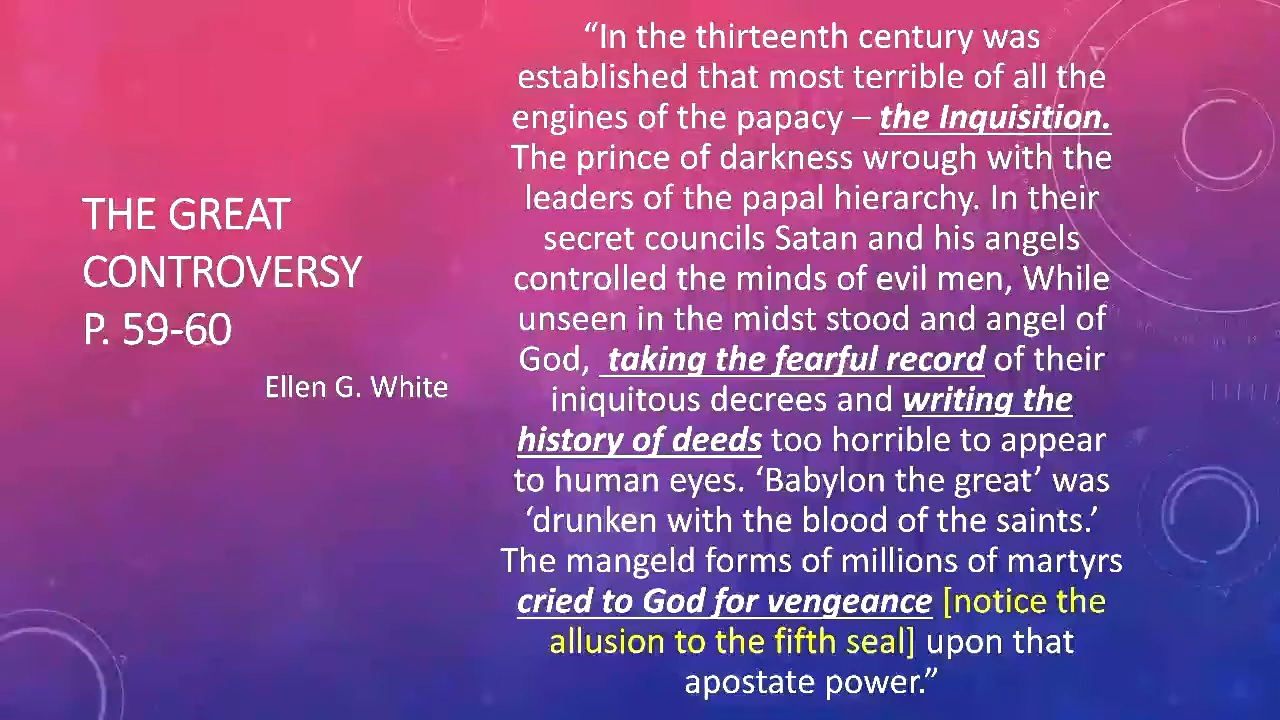 THE GREAT
CONTROVERSY
P. 59-60
Ellen G. White
“In the thirteenth century was
established that most terrible of all the
engines of the papacy – the Inquisition.
The prince of darkness wrough with the
leaders of the papal hierarchy. In their
secret councils Satan and his angels
controlled the minds of evil men, While
unseen in the midst stood and angel of
God, taking the fearful record of their
iniquitous decrees and writing the
history of deeds too horrible to appear
to human eyes. ‘Babylon the great’ was
‘drunken with the blood of the saints.’
The mangeld forms of millions of martyrs
cried to God for vengeance [notice the
allusion to the fifth seal] upon that
apostate power.”